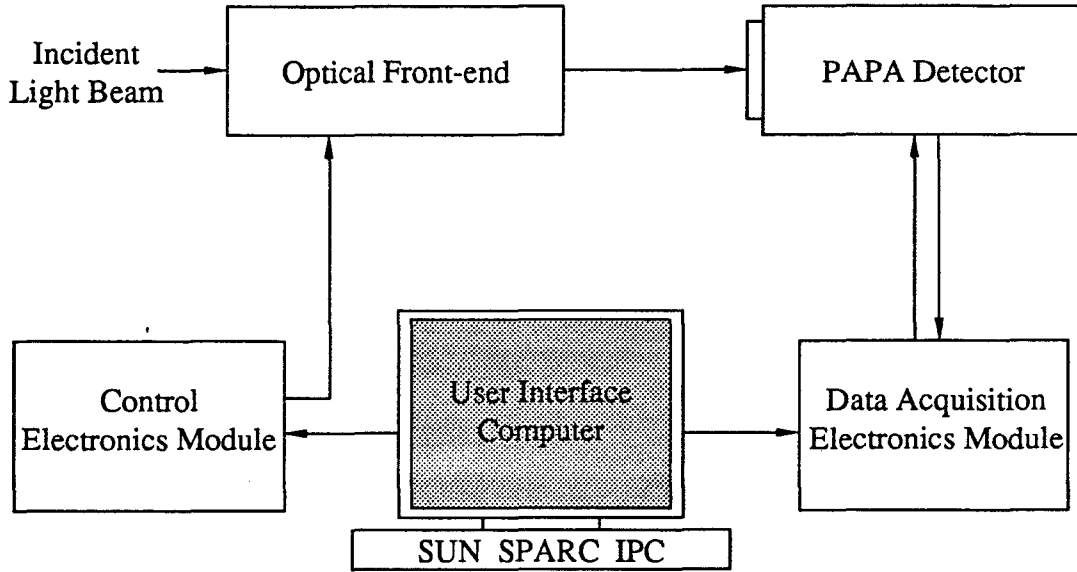 Incident
Light Beam
Optical Front-end
PAPA Detector
Control
Electronics Module
User Interface
Computer
Data Acquisition
Electronics Module
SUN SPARC IPC